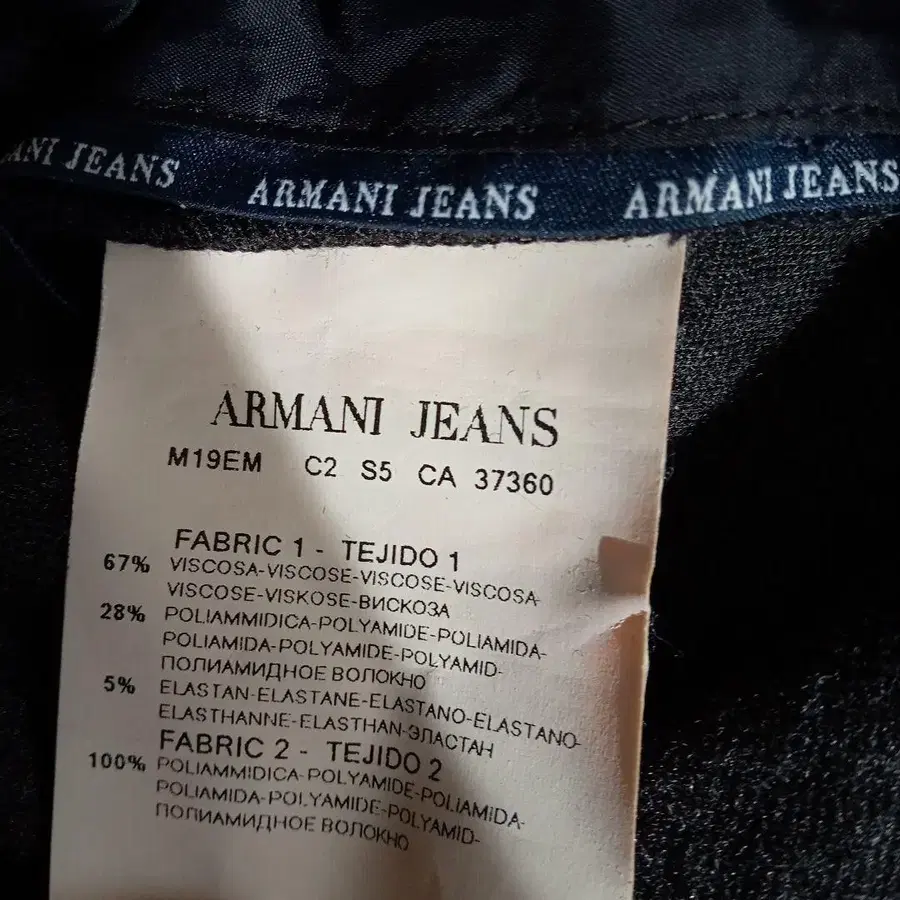 ANI JEANS ARMANI JEANS ARMANI JEANS
ARMANI JEANS
M19EM C2 S5 CA 37360
FABRIC 1 - TEJIDO 1
67% VISCOSA-VISCOSE-VISCOSE-VISCOSA-
VISCOSE-VISKOSE-ВИСКОЗА
28% POLIAMMIDICA-POLYAMIDE-POLIAMIDA-
POLIAMIDA-POLYAMIDE-POLYAMID-
ПОЛИАМИДНОЕ ВОЛОКНО
5% ELASTAN-ELASTANE-ELASTANO-ELASTANO-
ELASTHANNE-ELASTHAN-ЭЛАСТАН
FABRIC 2 - TEJIDO 2
100% POLIAMMIDICA-POLYAMIDE-POLIAMIDA-
POLIAMIDA-POLYAMIDE-POLYAMID-
ПОЛИАМИДНОЕ ВОЛОКНО